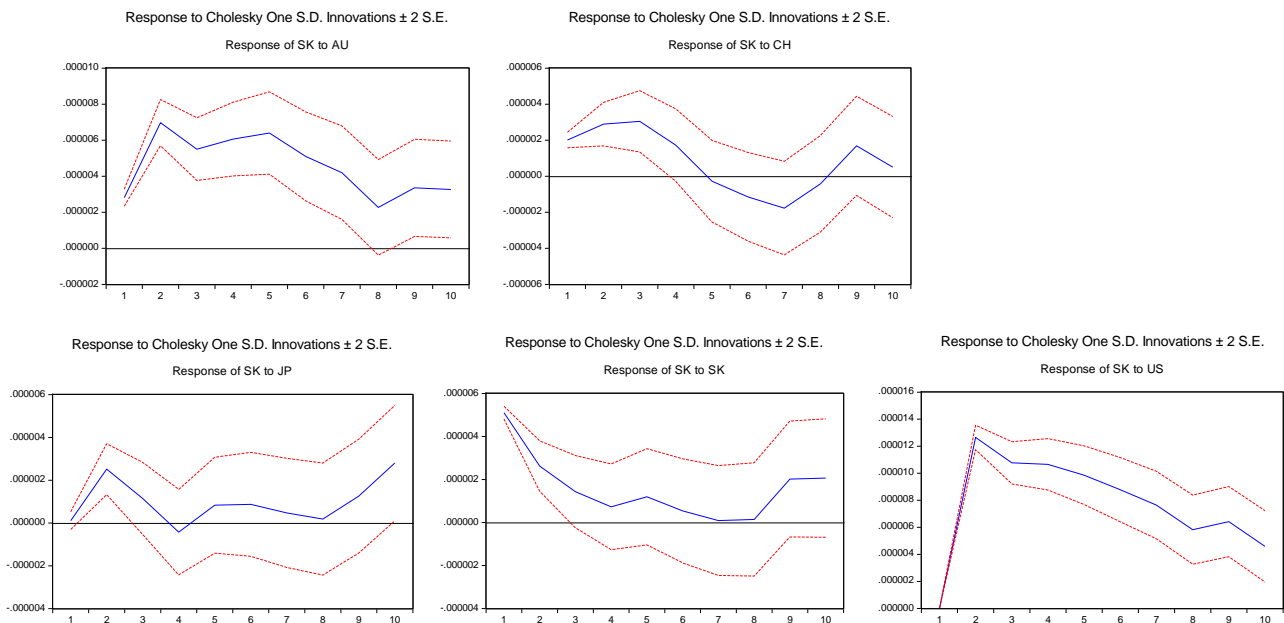 Response to Cholesky One S.D. Innovations ± 2 S.E.
Response of SK to AU
.000010
.000008
.000006
.000004
.000002
.000000
-.000002
1 2 3 4 5 6 7 8 9 10
Response to Cholesky One S.D. Innovations ± 2 S.E.
Response of SK to CH
.000006
.000004
.000002
.000000
-.000002
-.000004
-.000006
1 2 3 4 5 6 7 8 9 10
Response to Cholesky One S.D. Innovations ± 2 S.E.
Response of SK to JP
.000006
.000004
.000002
.000000
-.000002
-.000004
1 2 3 4 5 6 7 8 9 10
Response to Cholesky One S.D. Innovations ± 2 S.E.
Response of SK to SK
.000006
.000004
.000002
.000000
-.000002
-.000004
1 2 3 4 5 6 7 8 9 10
Response to Cholesky One S.D. Innovations ± 2 S.E.
Response of SK to US
.000016
.000014
.000012
.000010
.000008
.000006
.000004
.000002
.000000
1 2 3 4 5 6 7 8 9 10